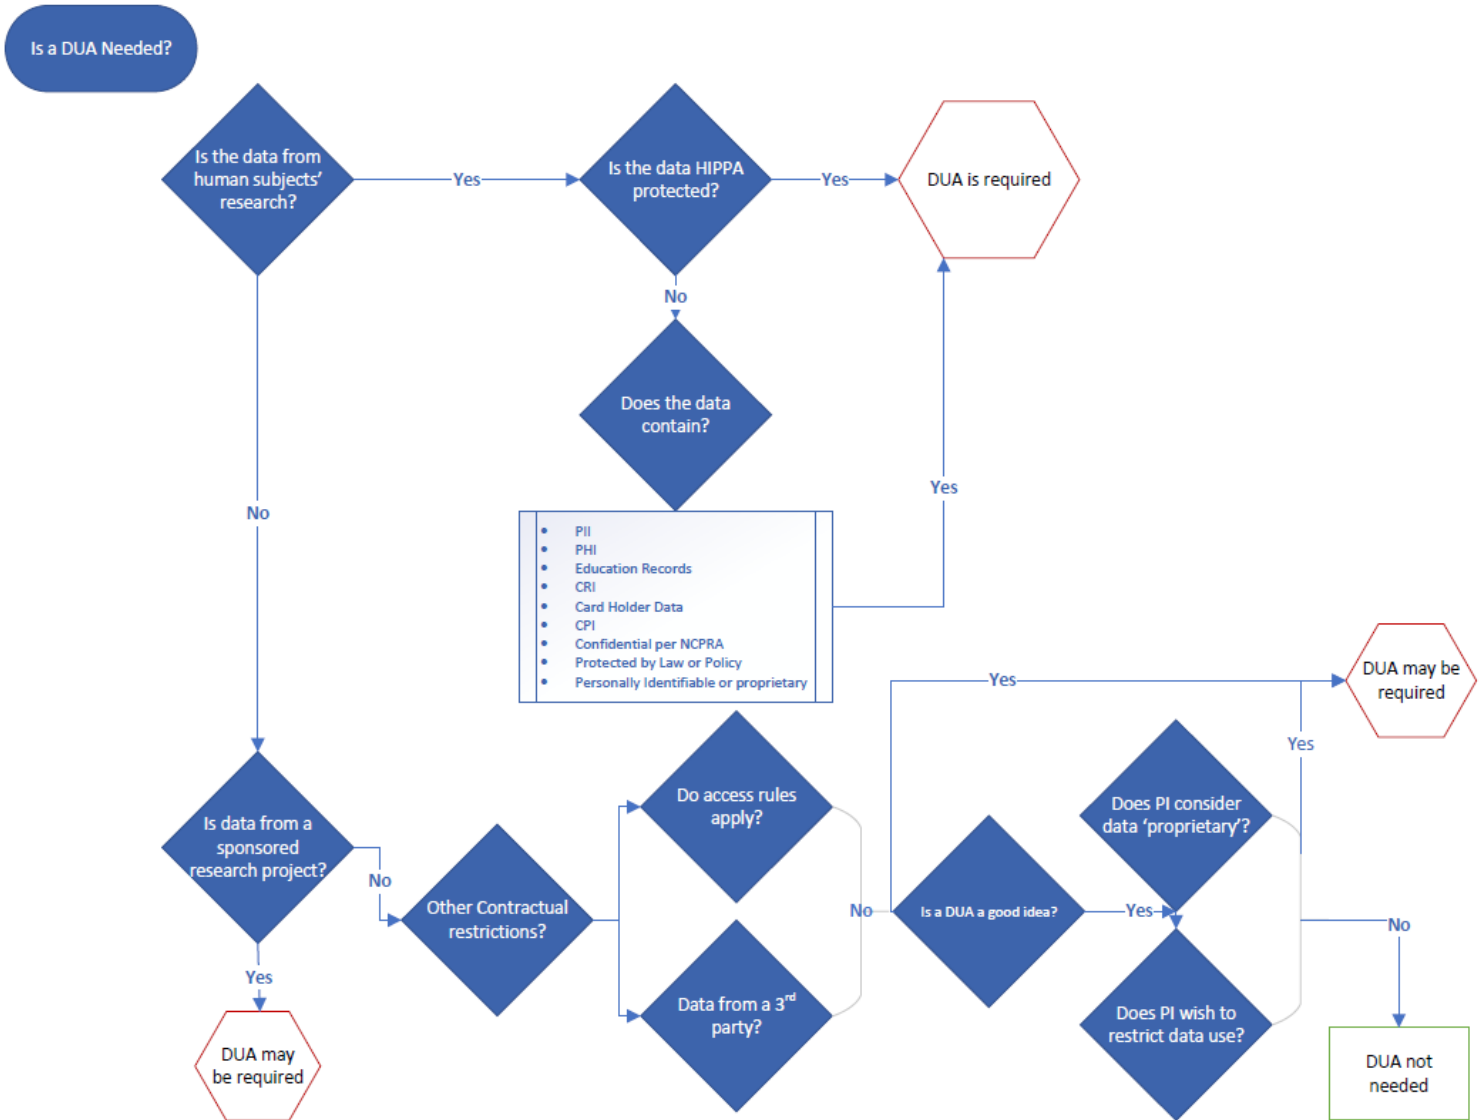 Is a DUA Needed?
Is the data from
human subjects'
research?
Yes
Is the data HIPPA
protected?
Yes
DUA is required
No
Does the data
contain?
Yes
No
• PII
• PHI
• Education Records
• CRI
• Card Holder Data
• CPI
• Confidential per NCPRA
• Protected by Law or Policy
• Personally Identifiable or proprietary
Yes
DUA may be
required
Yes
Is data from a
sponsored
research project?
No
Other Contractual
restrictions?
Do access rules
apply?
Data from a 3rd
party?
No
Is a DUA a good idea?
Yes
Does PI consider
data ‘proprietary’?
Does PI wish to
restrict data use?
No
Yes
DUA may
be required
DUA not
needed